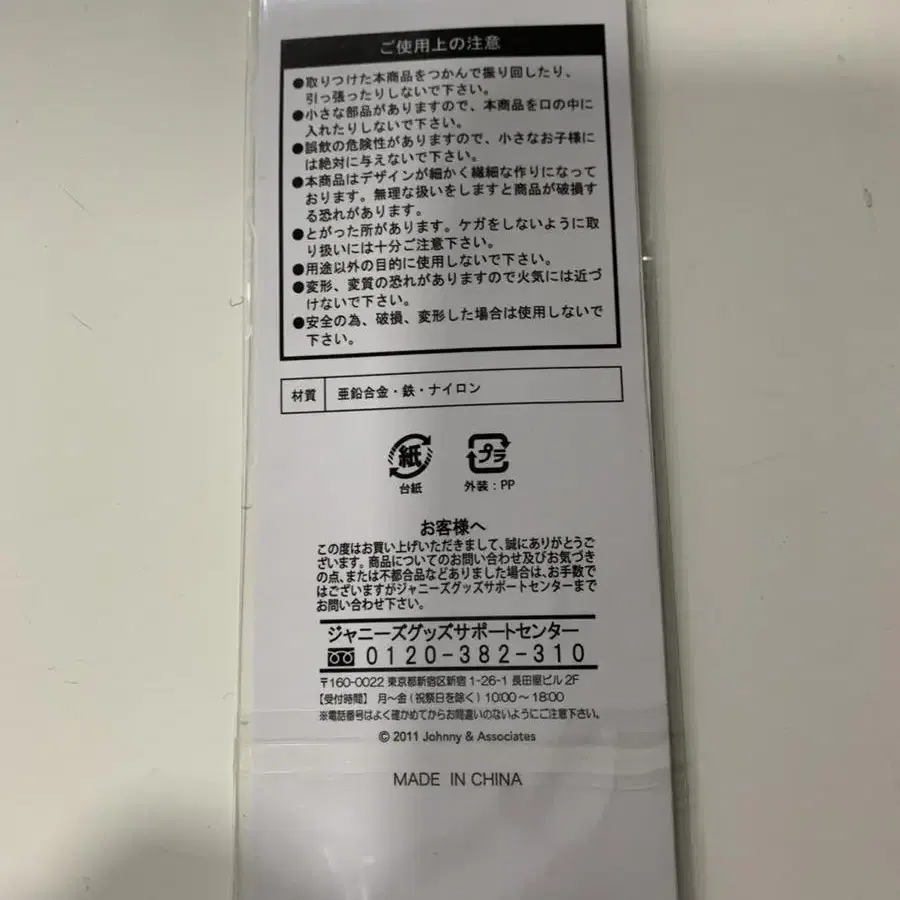 ご使用上の注意
●取りつけた本商品をつかんで振り回したり、
引っ張ったりしないで下さい。
●小さな部品がありますので、本商品を口の中に
入れたりしないで下さい。
●誤飲の危険性がありますので、小さなお子様に
は絶対に与えないで下さい。
●本商品はデザインが細かく繊細な作りになって
おります。無理な扱いをしますと商品が破損す
る恐れがあります。
●とがった所があります。ケガをしないように取
り扱いには十分ご注意下さい。
●用途以外の目的に使用しないで下さい。
●変形、変質の恐れがありますので火気には近づ
けないで下さい。
●安全の為、破損、変形した場合は使用しないで
下さい。
材質 亜鉛合金・鉄・ナイロン
紙 プラ
台紙 外装：PP
お客様へ
この度はお買い上げいただきまして、誠にありがとうご
ざいます。商品についてのお問い合わせ及びお気づき
の点、または不都合品などありました場合は、お手数で
はございますがジャニーズグッズサポートセンターまで
お問い合わせ下さい。
ジャニーズグッズサポートセンター
0120-382-310
〒160-0022 東京都新宿区新宿 1-26-1 長田屋ビル 2F
【受付時間】 月〜金（祝祭日を除く）10:00〜18:00
※電話番号はよく確かめてからお間違いのないようにご注意下さい。
© 2011 Johnny & Associates
MADE IN CHINA